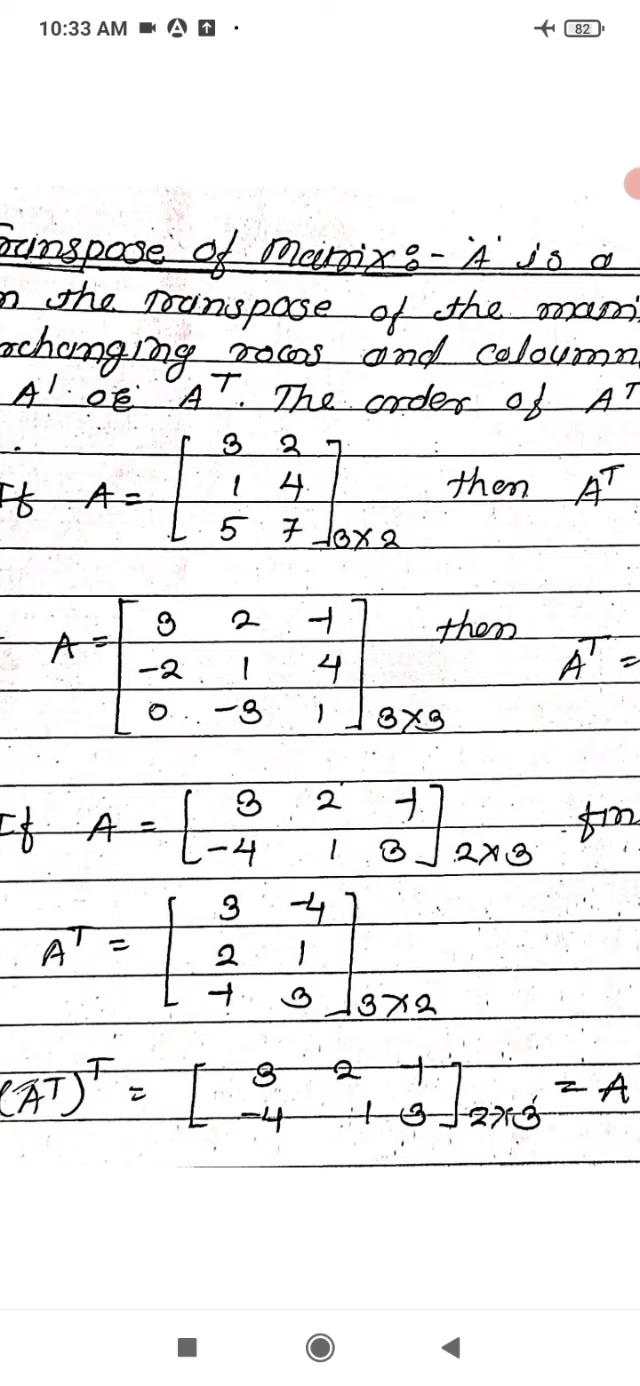 10:33 AM
82
Transpose of Matrix :- 'A' is a
n the transpose of the matri
rchanging rows and coloumn
A' or A^T. The order of A^T
If A = [ 3 2
1 4
5 7 ] 3×2 then A^T
A = [ 3 2 -1
-2 1 4
0 -3 1 ] 3×3 then A^T =
If A = [ 3 2 -1
-4 1 3 ] 2×3 fin
A^T = [ 3 -4
2 1
-1 3 ] 3×2
(A^T)^T = [ 3 2 -1
-4 1 3 ] 2×3 = A